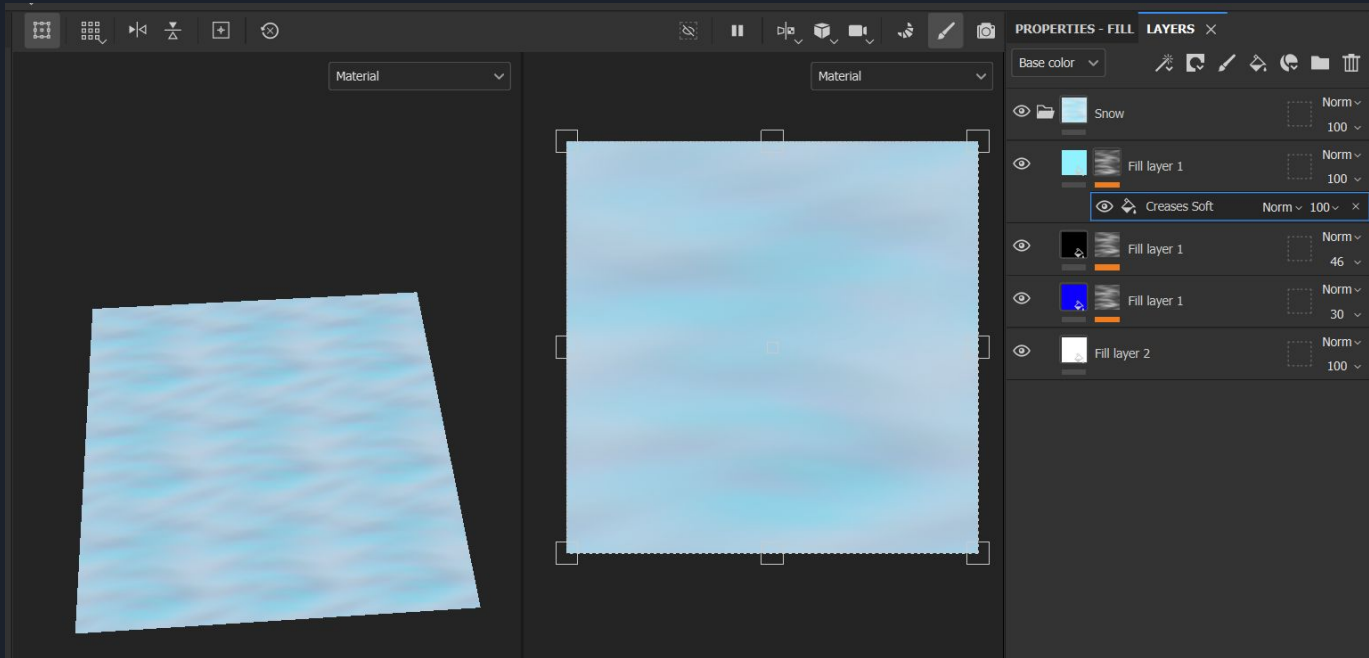 PROPERTIES - FILL LAYERS
Material
Material
Base color
Snow
Norm
100
Fill layer 1
Norm
100
Creases Soft Norm 100
Fill layer 1
Norm
46
Fill layer 1
Norm
30
Fill layer 2
Norm
100